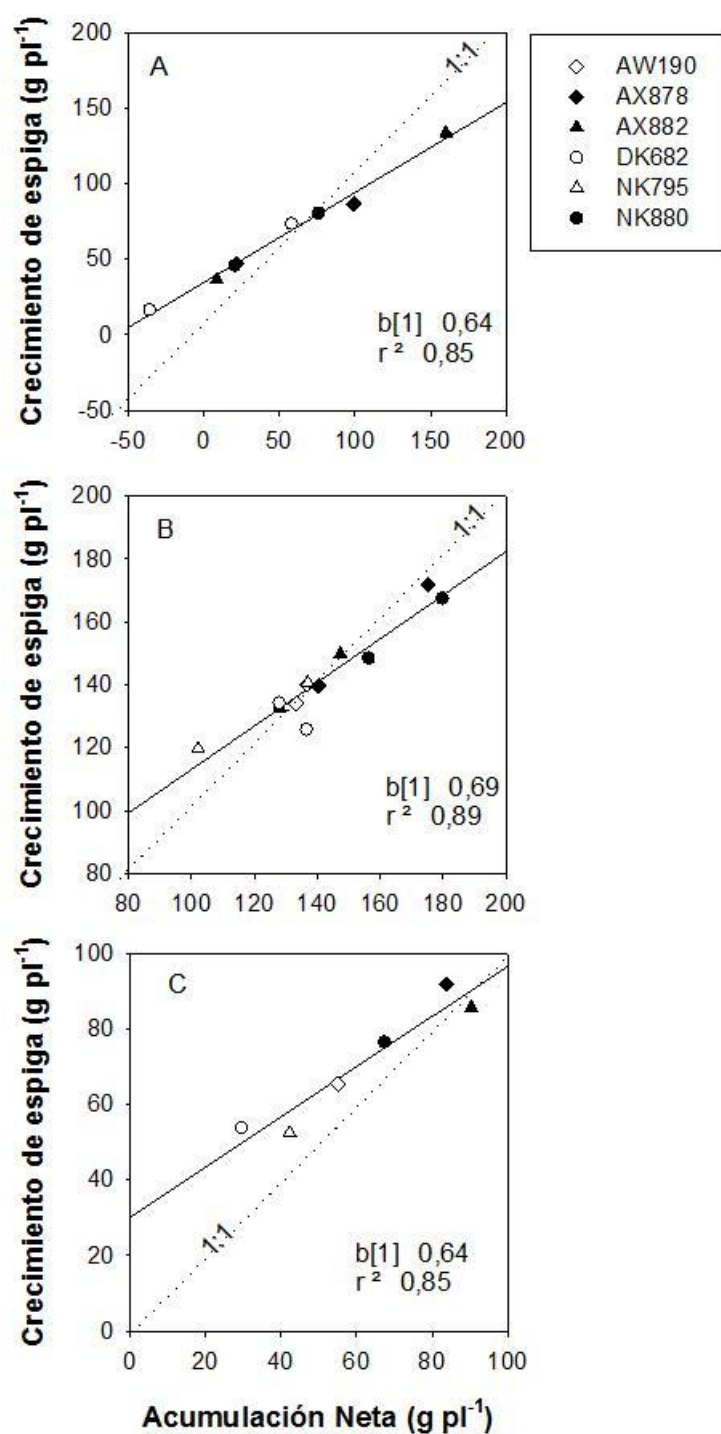 Crecimiento de espiga (g pl⁻¹)
200
150
100
50
0
-50
A
1:1
b[1] 0,64
r ² 0,85
-50 0 50 100 150 200
AW190
AX878
AX882
DK682
NK795
NK880
Crecimiento de espiga (g pl⁻¹)
200
180
160
140
120
100
80
B
1:1
b[1] 0,69
r ² 0,89
80 100 120 140 160 180 200
Crecimiento de espiga (g pl⁻¹)
100
80
60
40
20
0
C
1:1
b[1] 0,64
r ² 0,85
0 20 40 60 80 100
Acumulación Neta (g pl⁻¹)